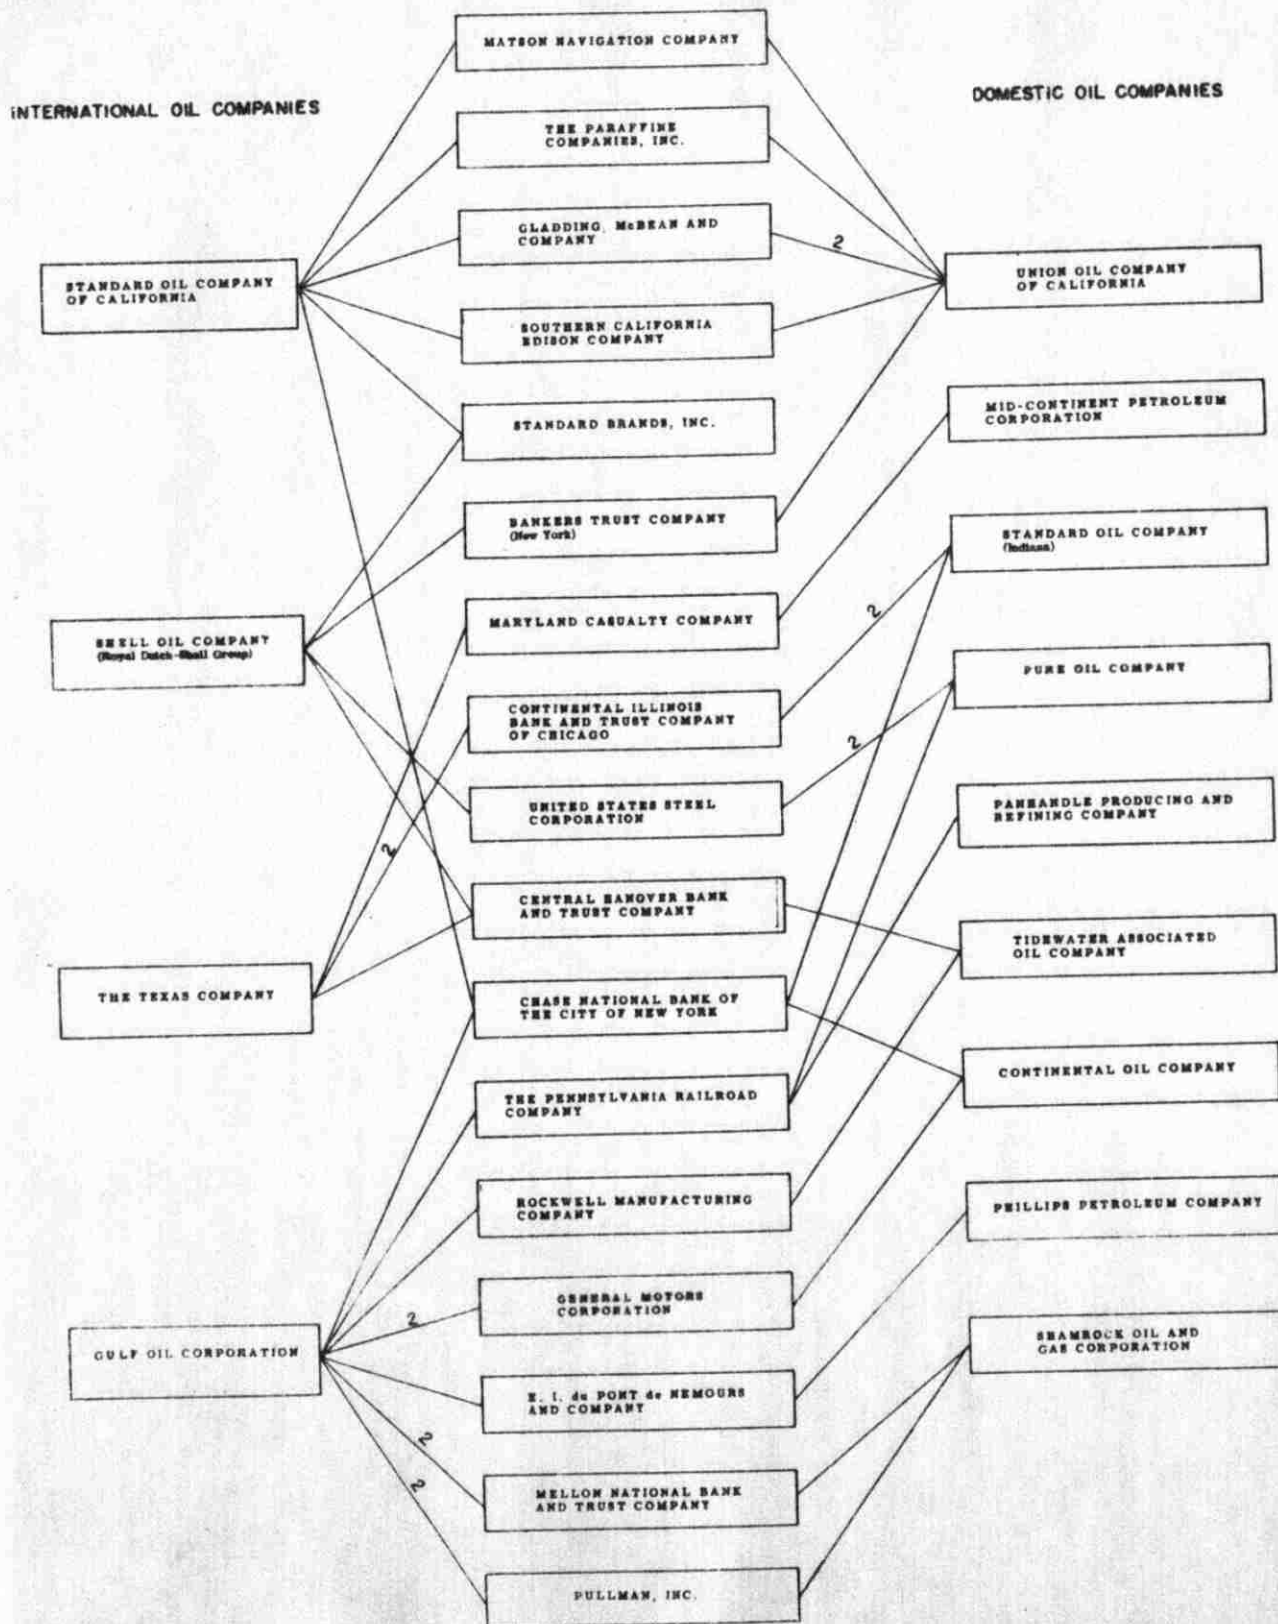 INTERNATIONAL OIL COMPANIES
DOMESTIC OIL COMPANIES
MATSON NAVIGATION COMPANY
THE PARAFFINE
COMPANIES, INC.
GLADDING, McBEAN AND
COMPANY
2
STANDARD OIL COMPANY
OF CALIFORNIA
UNION OIL COMPANY
OF CALIFORNIA
SOUTHERN CALIFORNIA
EDISON COMPANY
STANDARD BRANDS, INC.
MID-CONTINENT PETROLEUM
CORPORATION
BANKERS TRUST COMPANY
(New York)
STANDARD OIL COMPANY
(Indiana)
MARYLAND CASUALTY COMPANY
2
SHELL OIL COMPANY
(Royal Dutch-Shell Group)
PURE OIL COMPANY
CONTINENTAL ILLINOIS
BANK AND TRUST COMPANY
OF CHICAGO
2
UNITED STATES STEEL
CORPORATION
PANHANDLE PRODUCING AND
REFINING COMPANY
2
CENTRAL HANOVER BANK
AND TRUST COMPANY
TIDEWATER ASSOCIATED
OIL COMPANY
THE TEXAS COMPANY
CHASE NATIONAL BANK OF
THE CITY OF NEW YORK
CONTINENTAL OIL COMPANY
THE PENNSYLVANIA RAILROAD
COMPANY
ROCKWELL MANUFACTURING
COMPANY
PHILLIPS PETROLEUM COMPANY
GENERAL MOTORS
CORPORATION
2
GULF OIL CORPORATION
SHAMROCK OIL AND
GAS CORPORATION
E. I. du PONT de NEMOURS
AND COMPANY
2
2
MELLON NATIONAL BANK
AND TRUST COMPANY
PULLMAN, INC.